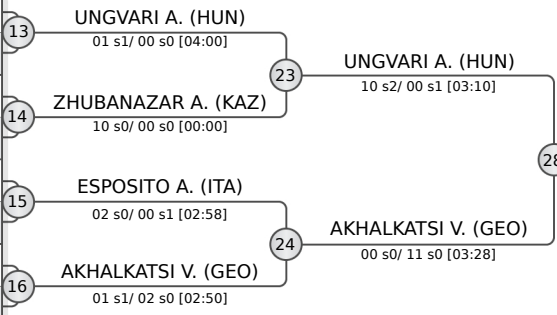 UNGVARI A. (HUN)
13
01 s1/ 00 s0 [04:00]
UNGVARI A. (HUN)
23
10 s2/ 00 s1 [03:10]
ZHUBANAZAR A. (KAZ)
14
10 s0/ 00 s0 [00:00]
28
ESPOSITO A. (ITA)
15
02 s0/ 00 s1 [02:58]
AKHALKATSI V. (GEO)
24
00 s0/ 11 s0 [03:28]
AKHALKATSI V. (GEO)
16
01 s1/ 02 s0 [02:50]